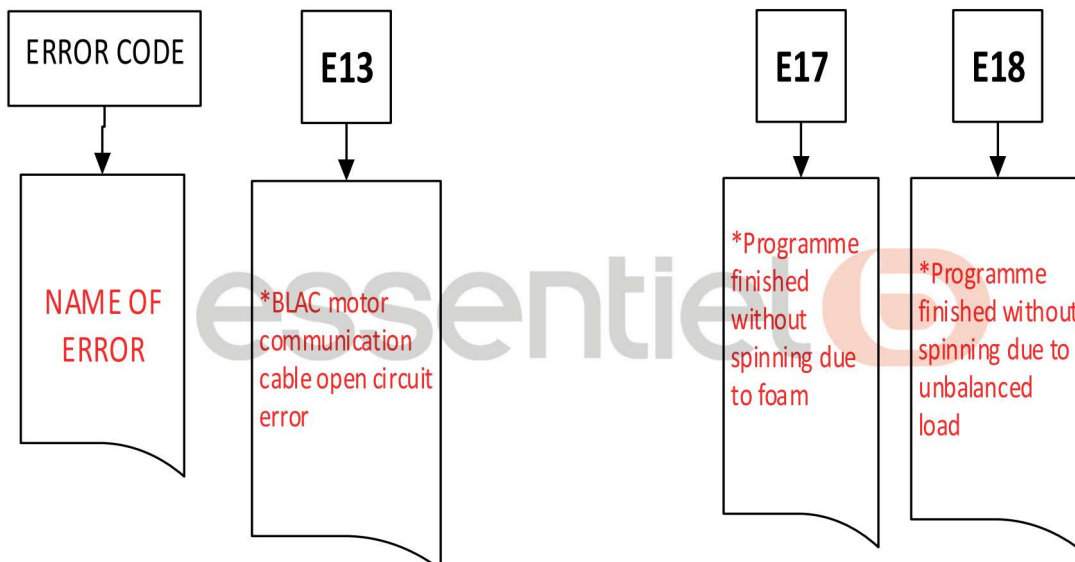 ERROR CODE
E13
E17
E18
NAME OF
ERROR
*BLAC motor
communication
cable open circuit
error
*Programme
finished
without
spinning due
to foam
*Programme
finished without
spinning due to
unbalanced
load
essentiel b